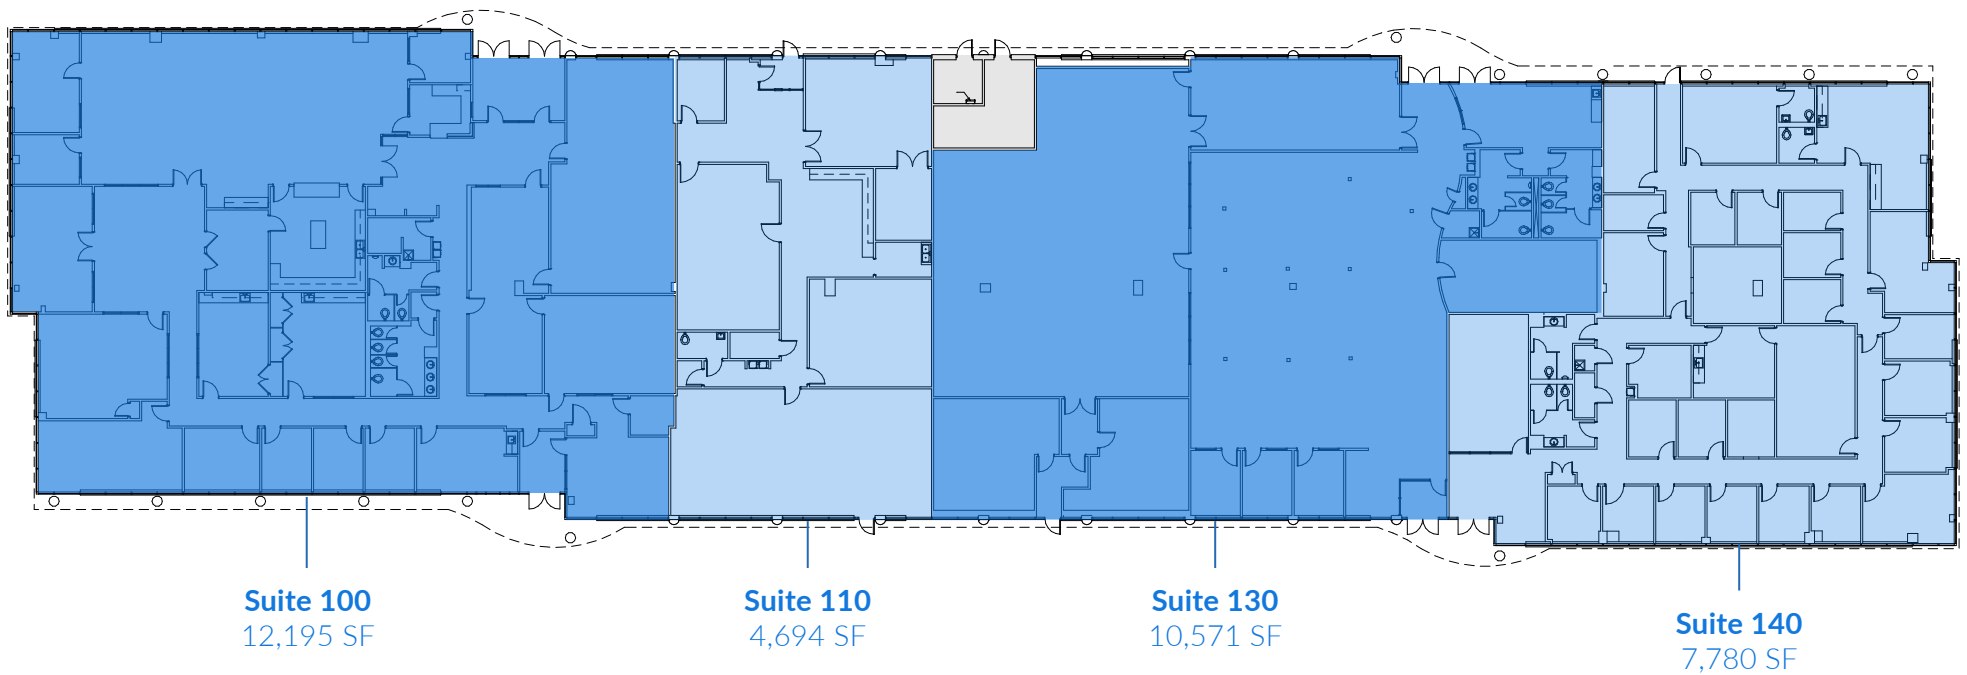 Suite 100
12,195 SF
Suite 110
4,694 SF
Suite 130
10,571 SF
Suite 140
7,780 SF